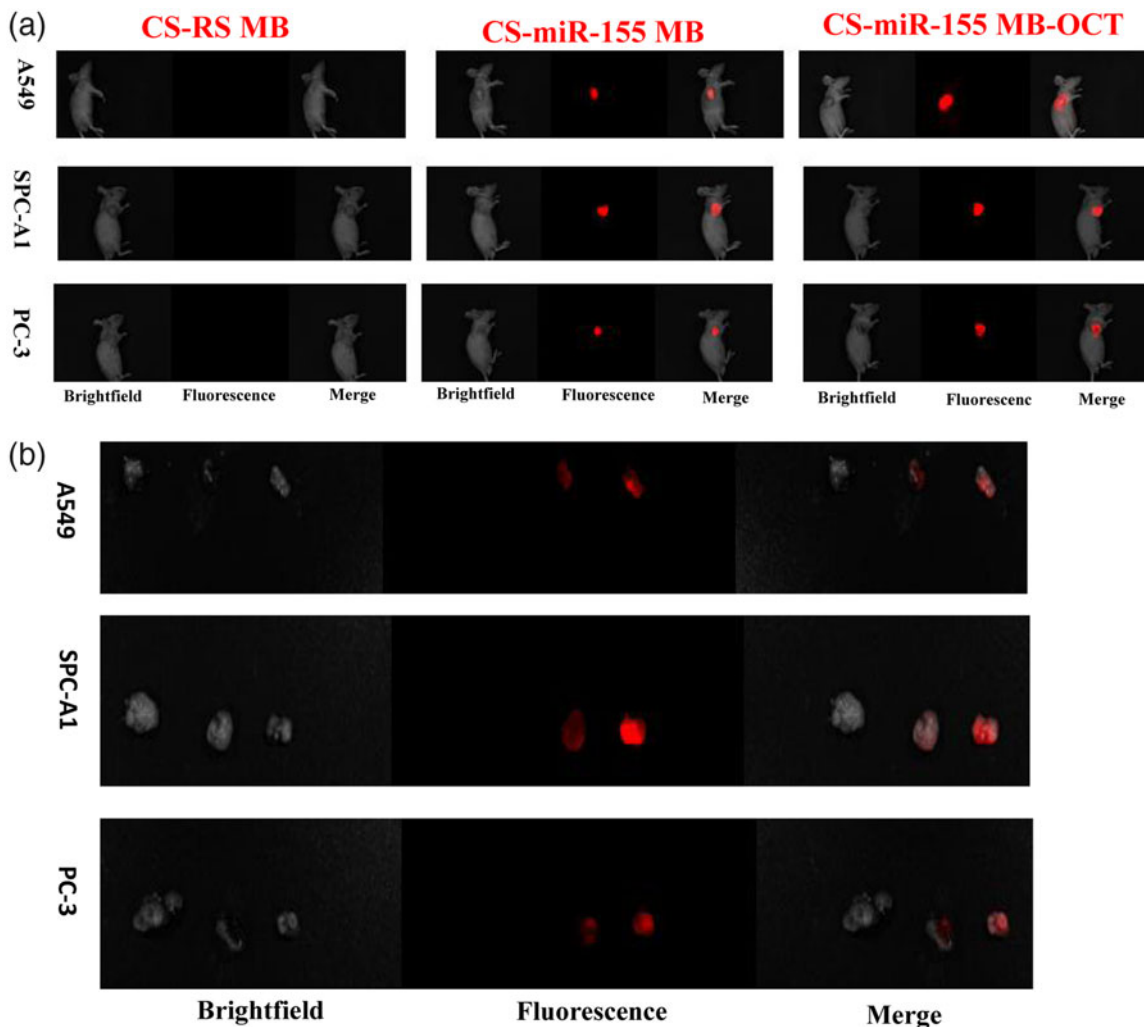 (a)
CS-RS MB
CS-miR-155 MB
CS-miR-155 MB-OCT
A549
SPC-A1
PC-3
Brightfield
Fluorescence
Merge
Brightfield
Fluorescence
Merge
Brightfield
Fluorescenc
Merge
(b)
A549
SPC-A1
PC-3
Brightfield
Fluorescence
Merge